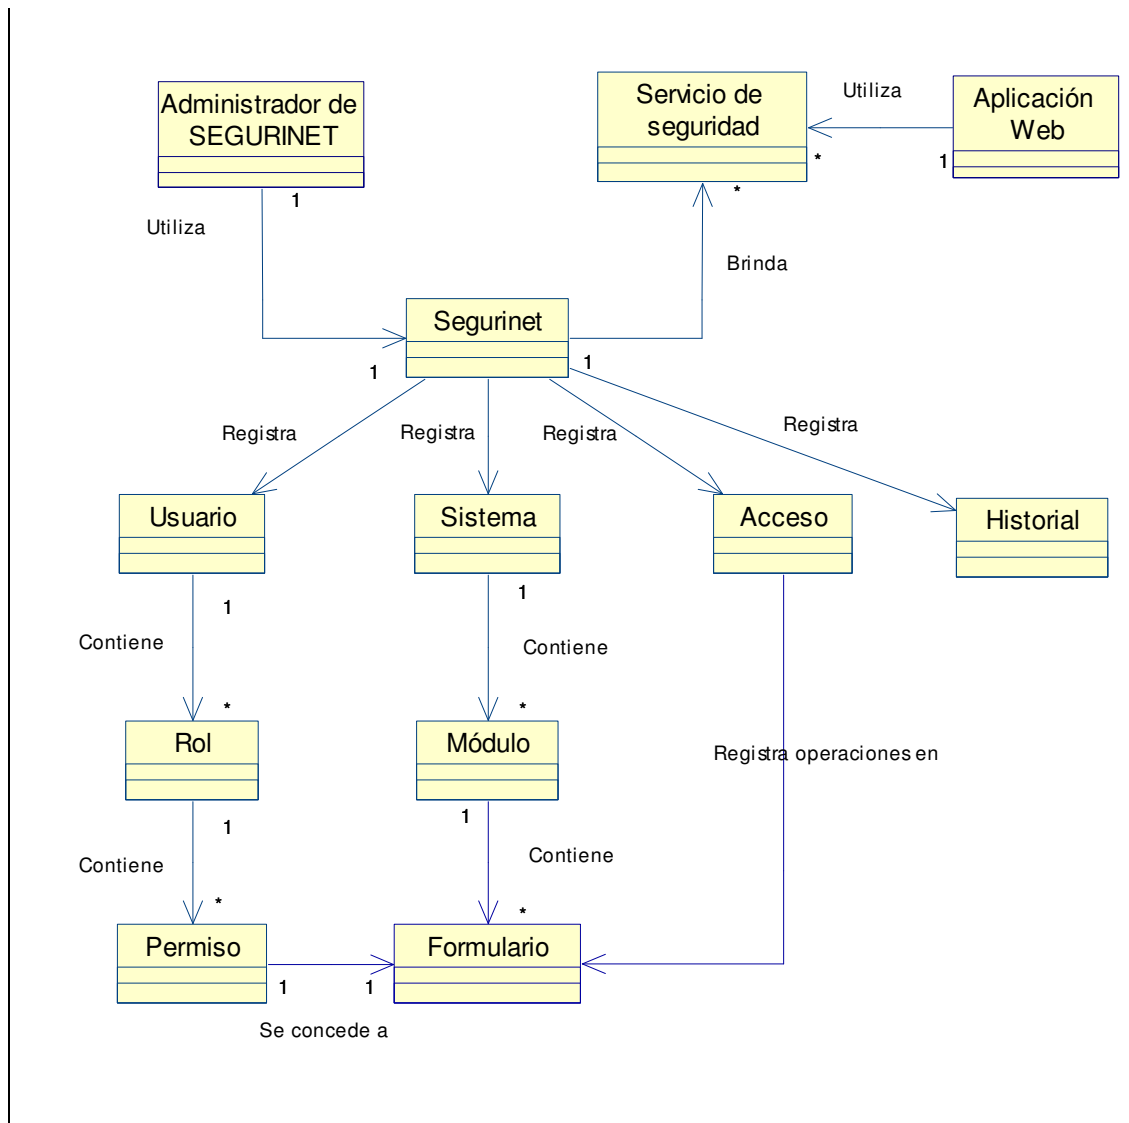 Administrador de
SEGURINET
Servicio de
seguridad
Utiliza
Aplicación
Web
*
1
*
1
Utiliza
Brinda
Segurinet
1
1
Registra
Registra
Registra
Registra
Usuario
Sistema
Acceso
Historial
1
1
Contiene
Contiene
*
*
Rol
Módulo
Registra operaciones en
1
1
Contiene
Contiene
*
*
Permiso
Formulario
1
1
Se concede a